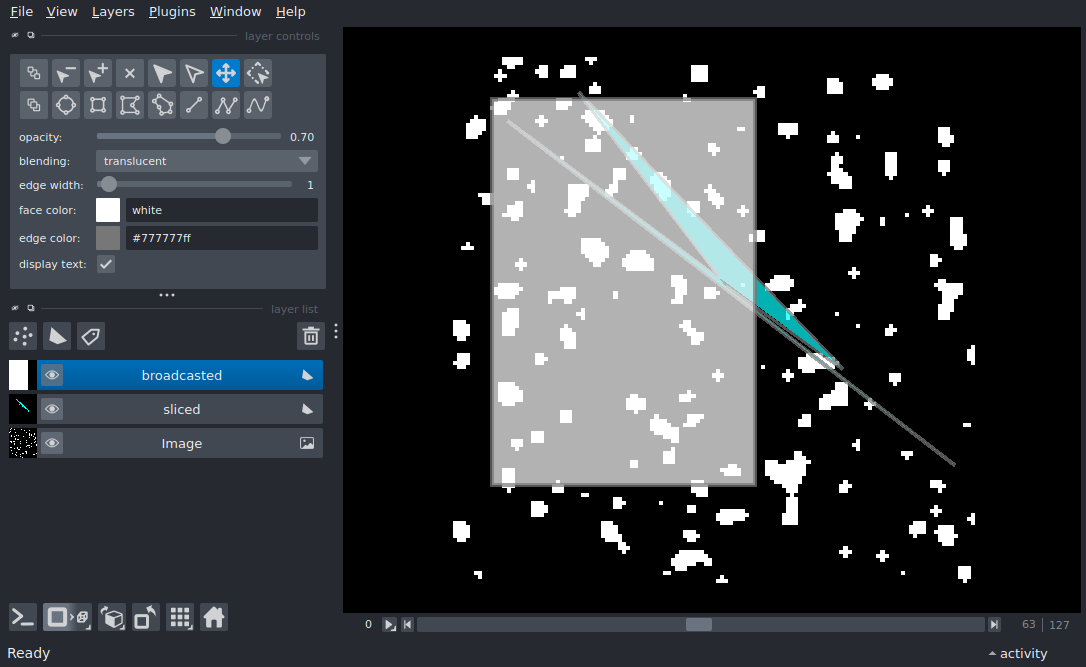 File View Layers Plugins Window Help
layer controls
opacity: 0.70
blending: translucent
edge width: 1
face color: white
edge color: #777777ff
display text:
layer list
broadcasted
sliced
Image
0 63 127
Ready activity